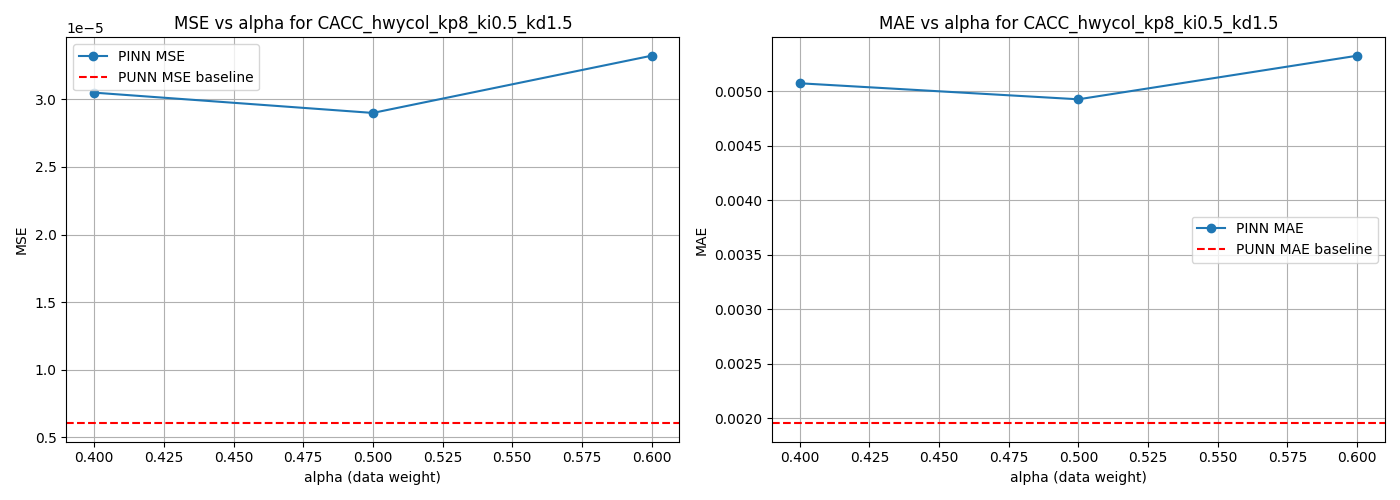 MSE vs alpha for CACC_hwycol_kp8_ki0.5_kd1.5
1e−5
PINN MSE
PUNN MSE baseline
3.0
2.5
2.0
1.5
1.0
0.5
MSE
0.400 0.425 0.450 0.475 0.500 0.525 0.550 0.575 0.600
alpha (data weight)
MAE vs alpha for CACC_hwycol_kp8_ki0.5_kd1.5
0.0050
0.0045
0.0040
0.0035
0.0030
0.0025
0.0020
MAE
PINN MAE
PUNN MAE baseline
0.400 0.425 0.450 0.475 0.500 0.525 0.550 0.575 0.600
alpha (data weight)